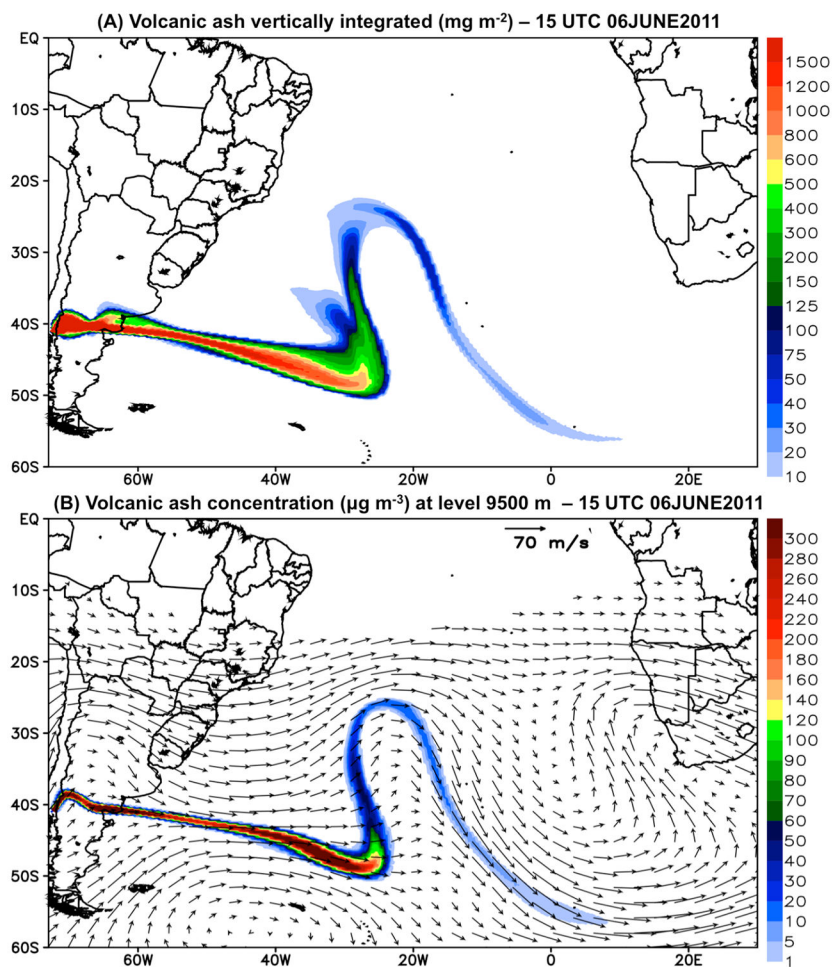 (A) Volcanic ash vertically integrated (mg m-2) – 15 UTC 06JUNE2011
EQ
10S
20S
30S
40S
50S
60S
60W
40W
20W
0
20E
1500
1200
1000
800
600
500
400
300
200
150
125
100
75
50
40
30
20
10
(B) Volcanic ash concentration (µg m-3) at level 9500 m – 15 UTC 06JUNE2011
70 m/s
EQ
10S
20S
30S
40S
50S
60S
60W
40W
20W
0
20E
300
280
260
240
220
200
180
160
140
120
100
90
80
70
60
50
40
30
20
10
5
1